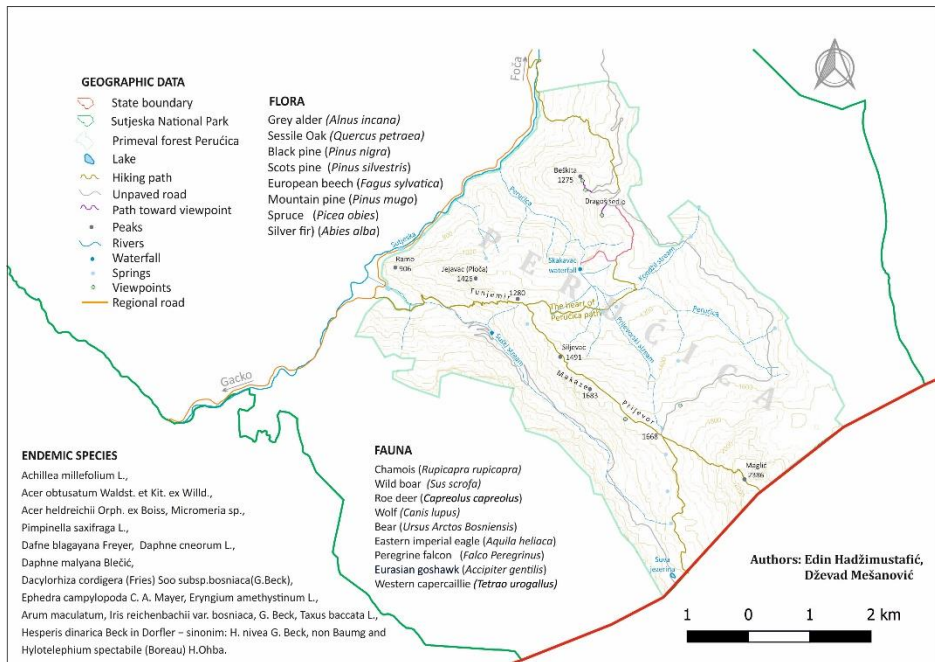 GEOGRAPHIC DATA
State boundary
Sutjeska National Park
Primeval forest Perućica
Lake
Hiking path
Unpaved road
Path toward viewpoint
Peaks
Rivers
Waterfall
Springs
Viewpoints
Regional road
FLORA
Grey alder (Alnus incana)
Sessile Oak (Quercus petraea)
Black pine (Pinus nigra)
Scots pine (Pinus silvestris)
European beech (Fagus sylvatica)
Mountain pine (Pinus mugo)
Spruce (Picea obies)
Silver fir) (Abies alba)
Foča
Beškita
1275
Dragoš sedlo
Perućica
Sutjeska
Ramo
906
Jejavac (Ploča)
1425
Tunjemir
1280
Skakavac
waterfall
PERUĆICA
The heart of
Perućica path
Prijevorski stream
Perućica
Suški stream
Siljevac
1491
Makaze
1683
Prijevor
1668
1600
Maglić
2386
Gacko
Suva
jezerina
ENDEMIC SPECIES
Achillea millefolium L.,
Acer obtusatum Waldst. et Kit. ex Willd.,
Acer heldreichii Orph. ex Boiss, Micromeria sp.,
Pimpinella saxifraga L.,
Dafne blagayana Freyer, Daphne cneorum L.,
Daphne malyana Blečić,
Dacylorhiza cordigera (Fries) Soo subsp.bosniaca(G.Beck),
Ephedra campylopoda C. A. Mayer, Eryngium amethystinum L.,
Arum maculatum, Iris reichenbachii var. bosniaca, G. Beck, Taxus baccata L.,
Hesperis dinarica Beck in Dorfler – sinonim: H. nivea G. Beck, non Baumg and
Hylotelephium spectabile (Boreau) H.Ohba.
FAUNA
Chamois (Rupicapra rupicapra)
Wild boar (Sus scrofa)
Roe deer (Capreolus capreolus)
Wolf (Canis lupus)
Bear (Ursus Arctos Bosniensis)
Eastern imperial eagle (Aquila heliaca)
Peregrine falcon (Falco Peregrinus)
Eurasian goshawk (Accipiter gentilis)
Western capercaillie (Tetrao urogallus)
Authors: Edin Hadžimustafić,
Dževad Mešanović
1 0 1 2 km